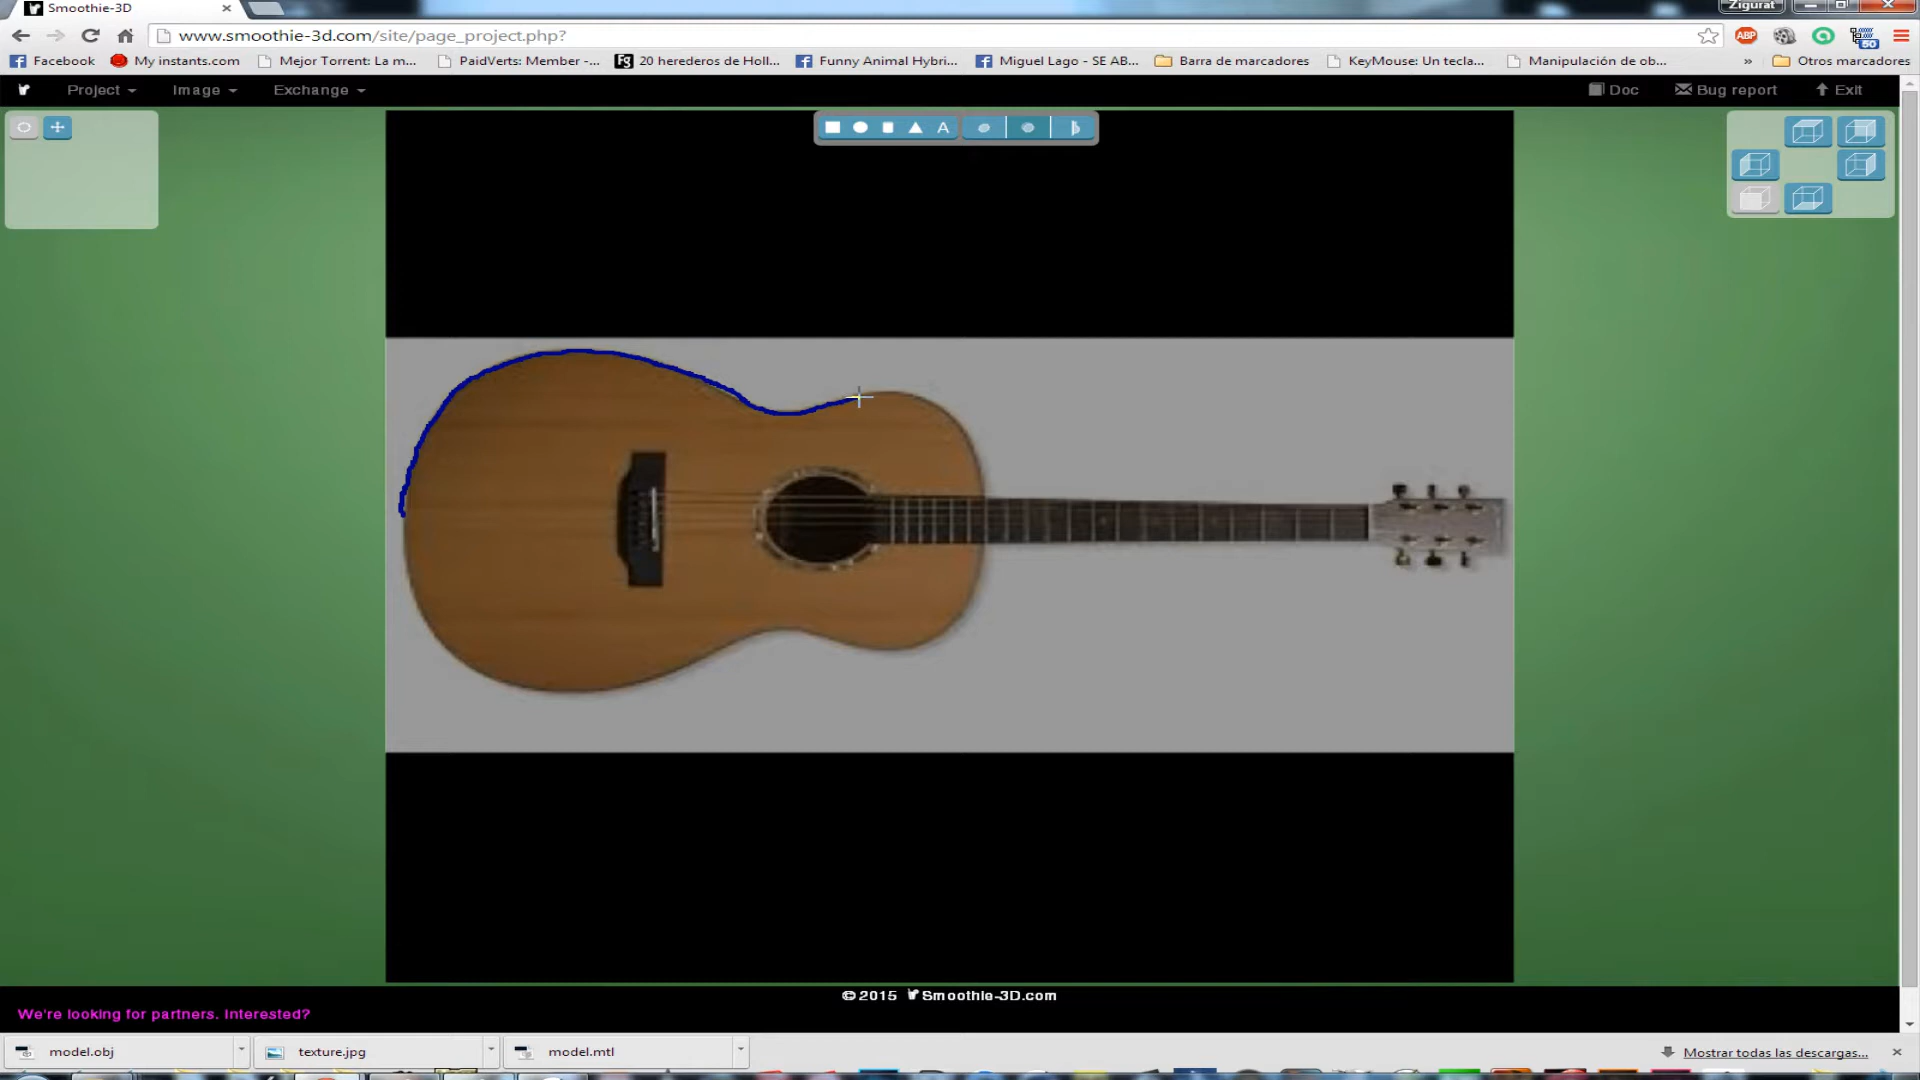 Smoothie-3D
Zigurat
www.smoothie-3d.com/site/page_project.php?
ABP
50
Facebook
My instants.com
Mejor Torrent: La m...
PaidVerts: Member -...
Fg 20 herederos de Holl...
Funny Animal Hybri...
Miguel Lago - SE AB...
Barra de marcadores
KeyMouse: Un tecla...
Manipulación de ob...
»
Otros marcadores
Project
Image
Exchange
Doc
Bug report
Exit
A
© 2015 Smoothie-3D.com
We're looking for partners. Interested?
model.obj
texture.jpg
model.mtl
Mostrar todas las descargas...